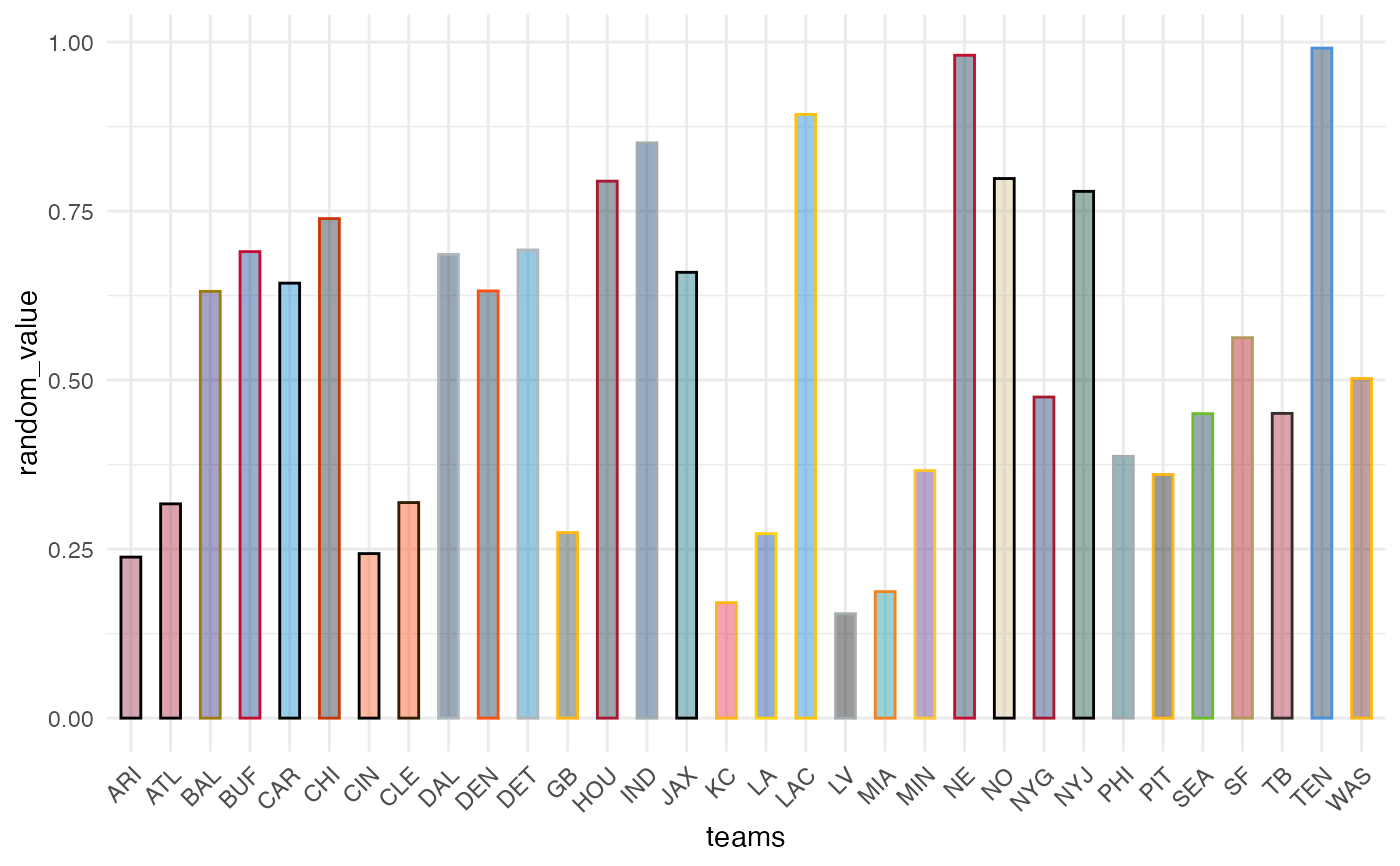 1.00
0.75
0.50
0.25
0.00
random_value
ARI ATL BAL BUF CAR CHI CIN CLE DAL DEN DET GB HOU IND JAX KC LA LAC LV MIA MIN NE NO NYG NYJ PHI PIT SEA SF TB TEN WAS
teams